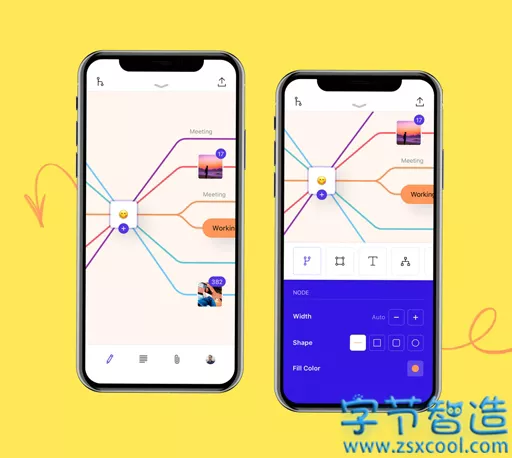 Meeting
17
Meeting
Working
382
17
Meeting
Working
T
NODE
Width Auto
Shape
Fill Color
字节智造
www.zsxcool.com